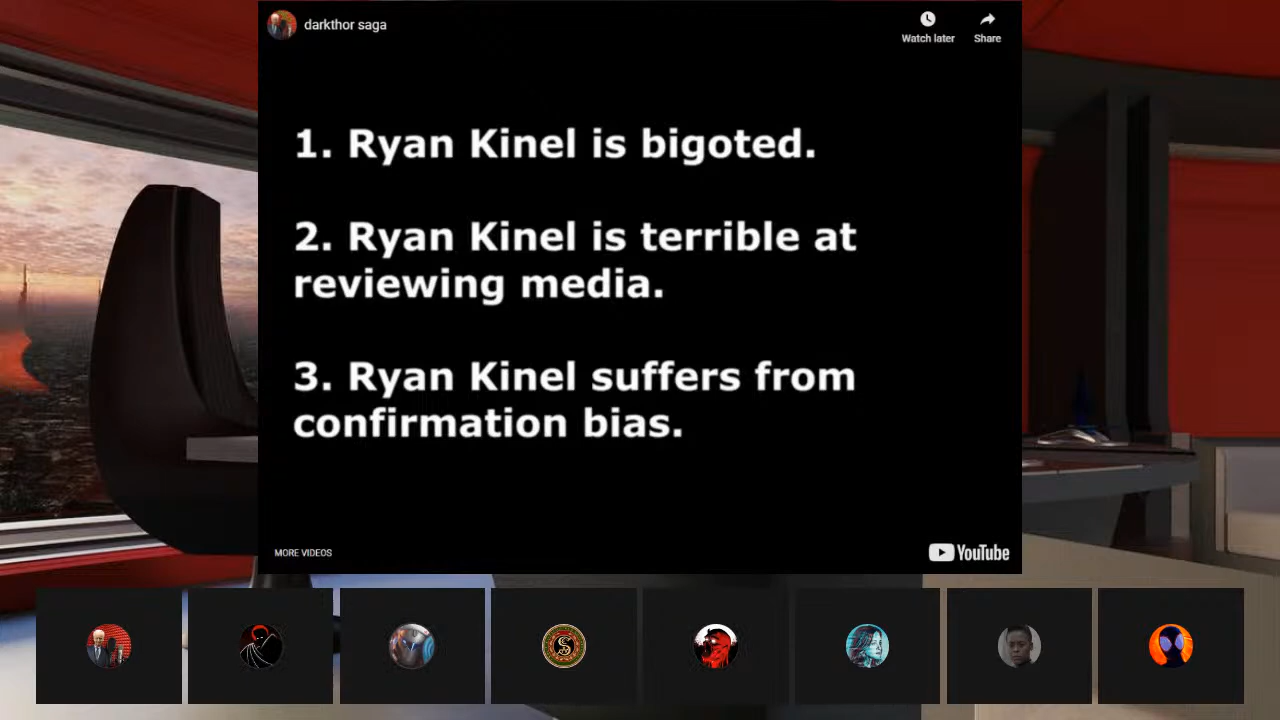 darkthor saga
Watch later
Share
1. Ryan Kinel is bigoted.
2. Ryan Kinel is terrible at
reviewing media.
3. Ryan Kinel suffers from
confirmation bias.
MORE VIDEOS
YouTube
S